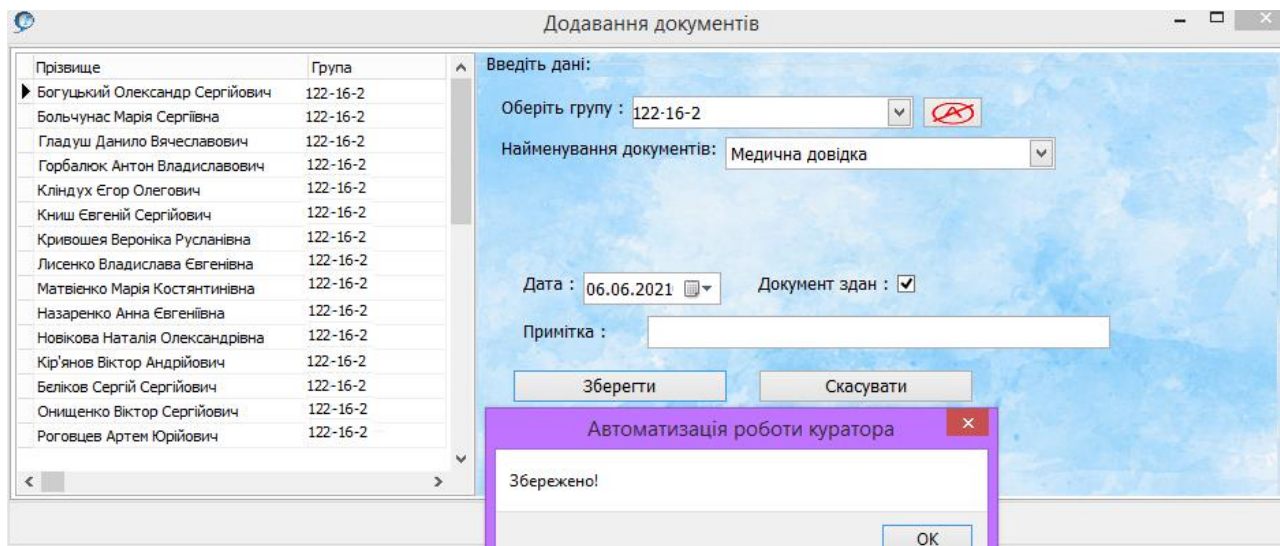 Додавання документів
Прізвище Група
Богуцький Олександр Сергійович 122-16-2
Больчунас Марія Сергіївна 122-16-2
Гладуш Данило Вячеславович 122-16-2
Горбалюк Антон Владиславович 122-16-2
Кліндух Єгор Олегович 122-16-2
Книш Євгеній Сергійович 122-16-2
Кривошея Вероніка Русланівна 122-16-2
Лисенко Владислава Євгенівна 122-16-2
Матвієнко Марія Костянтинівна 122-16-2
Назаренко Анна Євгеніївна 122-16-2
Новікова Наталія Олександрівна 122-16-2
Кір'янов Віктор Андрійович 122-16-2
Бєліков Сергій Сергійович 122-16-2
Онищенко Віктор Сергійович 122-16-2
Роговцев Артем Юрійович 122-16-2
Введіть дані:
Оберіть групу : 122-16-2
Найменування документів: Медична довідка
Дата : 06.06.2021 Документ здан :
Примітка :
Зберегти Скасувати
Автоматизація роботи куратора
Збережено!
OK